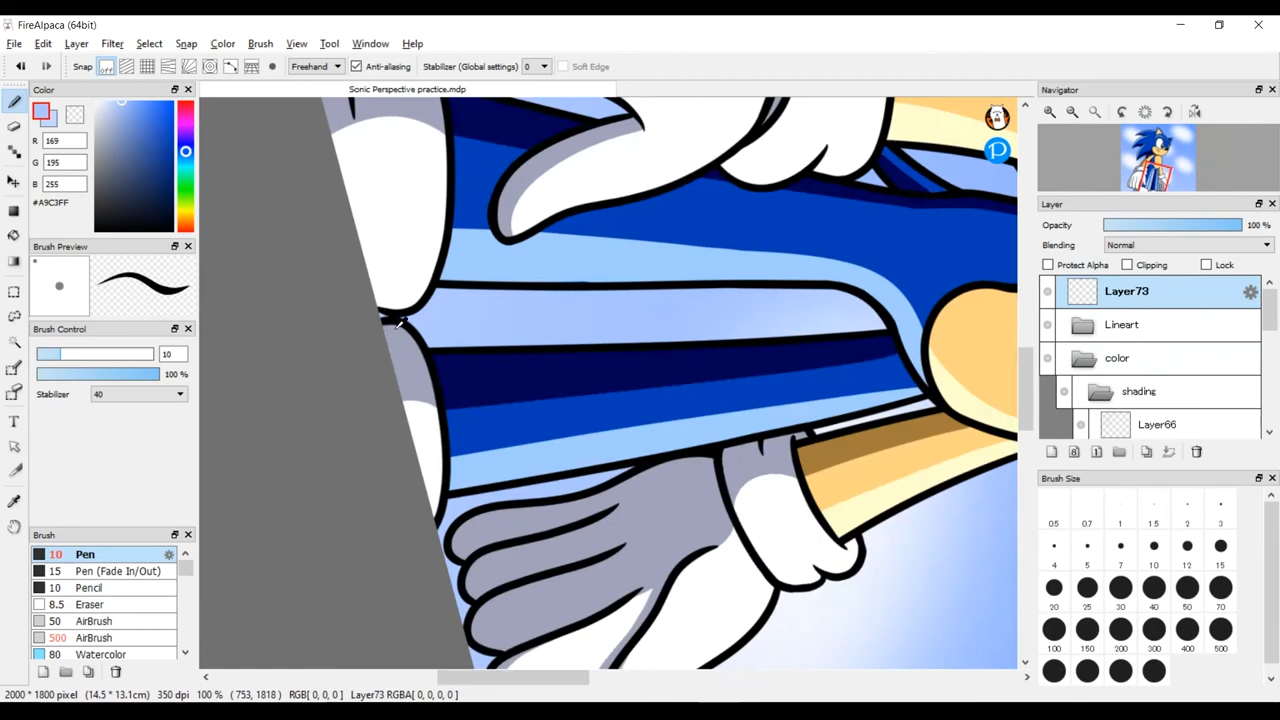 FireAlpaca (64bit)
File Edit Layer Filter Select Snap Color Brush View Tool Window Help
Snap off Freehand Anti-aliasing Stabilizer (Global settings) 0 Soft Edge
Color
Sonic Perspective practice.mdp
Navigator
R 169
G 195
B 255
#A9C3FF
Layer
Opacity 100 %
Blending Normal
Protect Alpha Clipping Lock
Layer73
Lineart
color
shading
Layer66
Brush Preview
Brush Control
10
100 %
Stabilizer 40
Brush
10 Pen
15 Pen (Fade In/Out)
10 Pencil
8.5 Eraser
50 AirBrush
500 AirBrush
80 Watercolor
Brush Size
0.5 0.7 1 1.5 2 3
4 5 7 10 12 15
20 25 30 40 50 70
100 150 200 300 400 500
2000 * 1800 pixel (14.5 * 13.1cm) 350 dpi 100 % ( 753, 1818 ) RGB[ 0, 0, 0 ] Layer73 RGBA[ 0, 0, 0, 0 ]